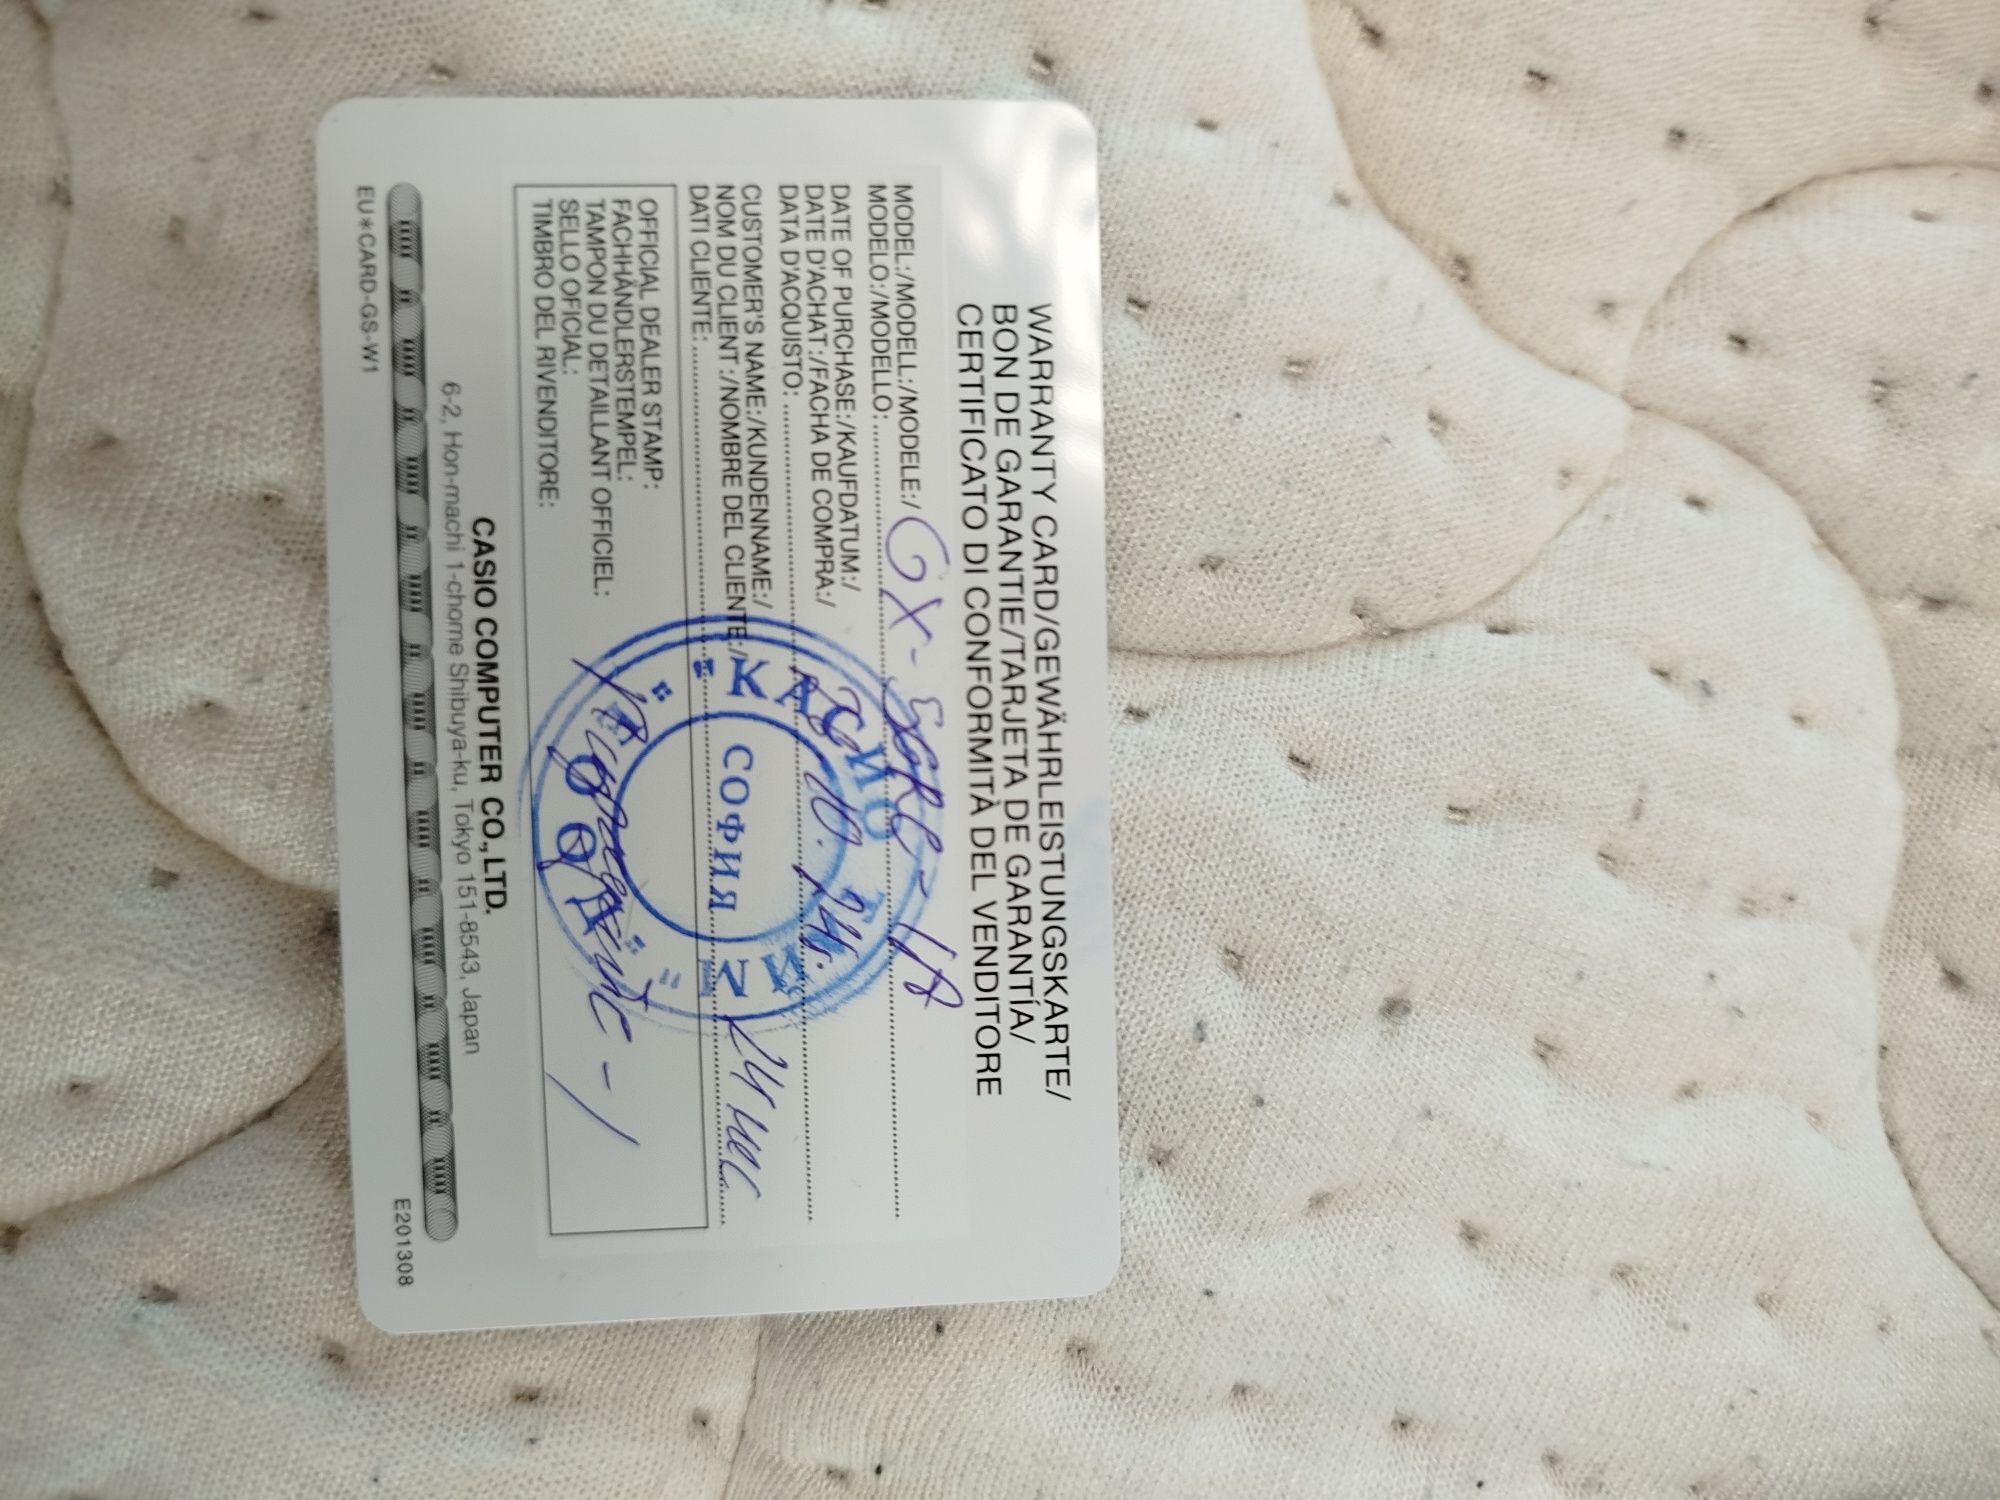 WARRANTY CARD/GEWÄHRLEISTUNGSKARTE/
BON DE GARANTIE/TARJETA DE GARANTÍA/
CERTIFICATO DI CONFORMITÀ DEL VENDITORE
MODEL:/MODELL:/MODELE:/
MODELO:/MODELLO: GX-
DATE OF PURCHASE:/KAUFDATUM:/
DATE D'ACHAT:/FACHA DE COMPRA:/
DATA D'ACQUISTO:
CUSTOMER'S NAME:/KUNDENNAME:/
NOM DU CLIENT:/NOMBRE DEL CLIENTE:/
DATI CLIENTE: 24 мес
OFFICIAL DEALER STAMP:
FACHHÄNDLERSTEMPEL:
TAMPON DU DETAILLANT OFFICIEL:
SELLO OFICIAL:
TIMBRO DEL RIVENDITORE:
СОФИЯ
CASIO COMPUTER CO.,LTD.
6-2, Hon-machi 1-chome Shibuya-ku, Tokyo 151-8543, Japan
EU*CARD-GS-W1
E201308